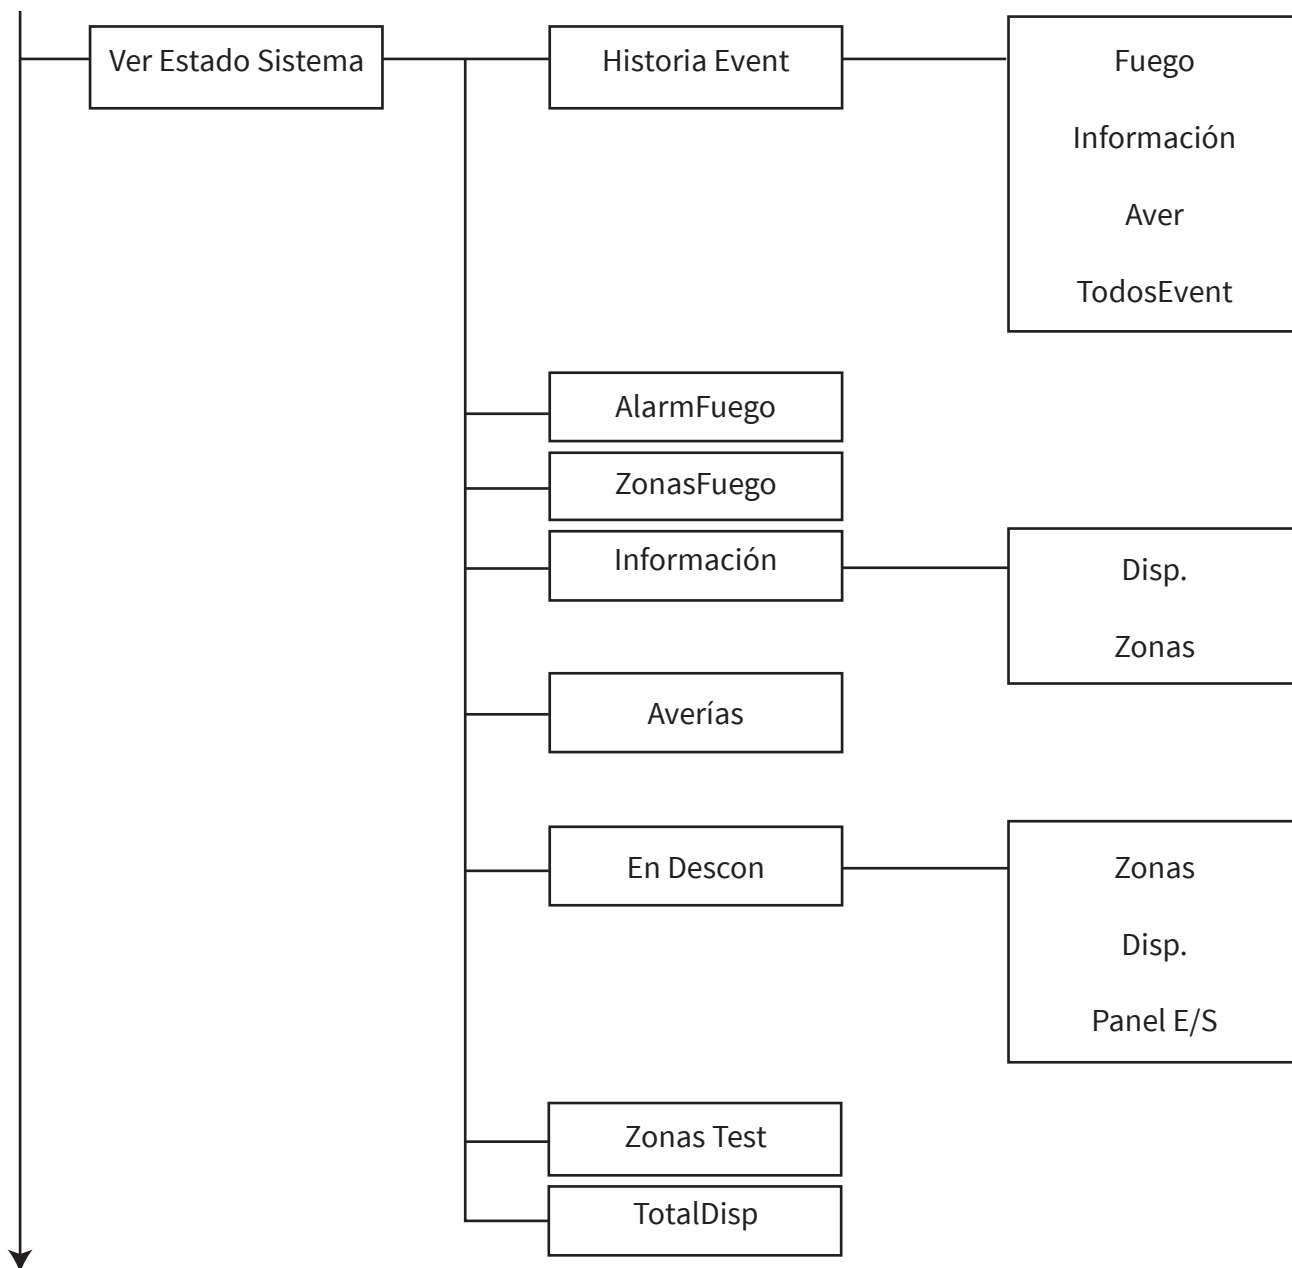 Ver Estado Sistema
Historia Event
Fuego
Información
Aver
TodosEvent
AlarmFuego
ZonasFuego
Información
Disp.
Zonas
Averías
En Descon
Zonas
Disp.
Panel E/S
Zonas Test
TotalDisp